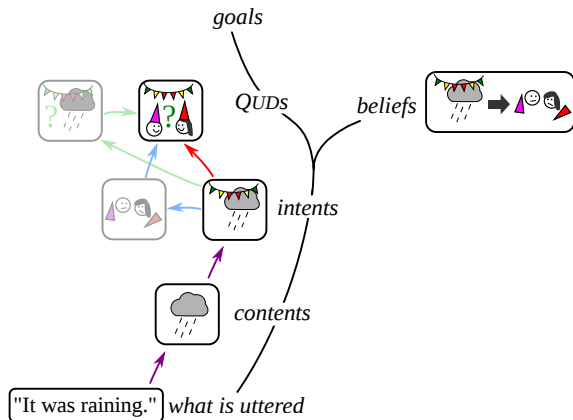 goals
QUDs
beliefs
?
?
intents
contents
"It was raining."
what is uttered